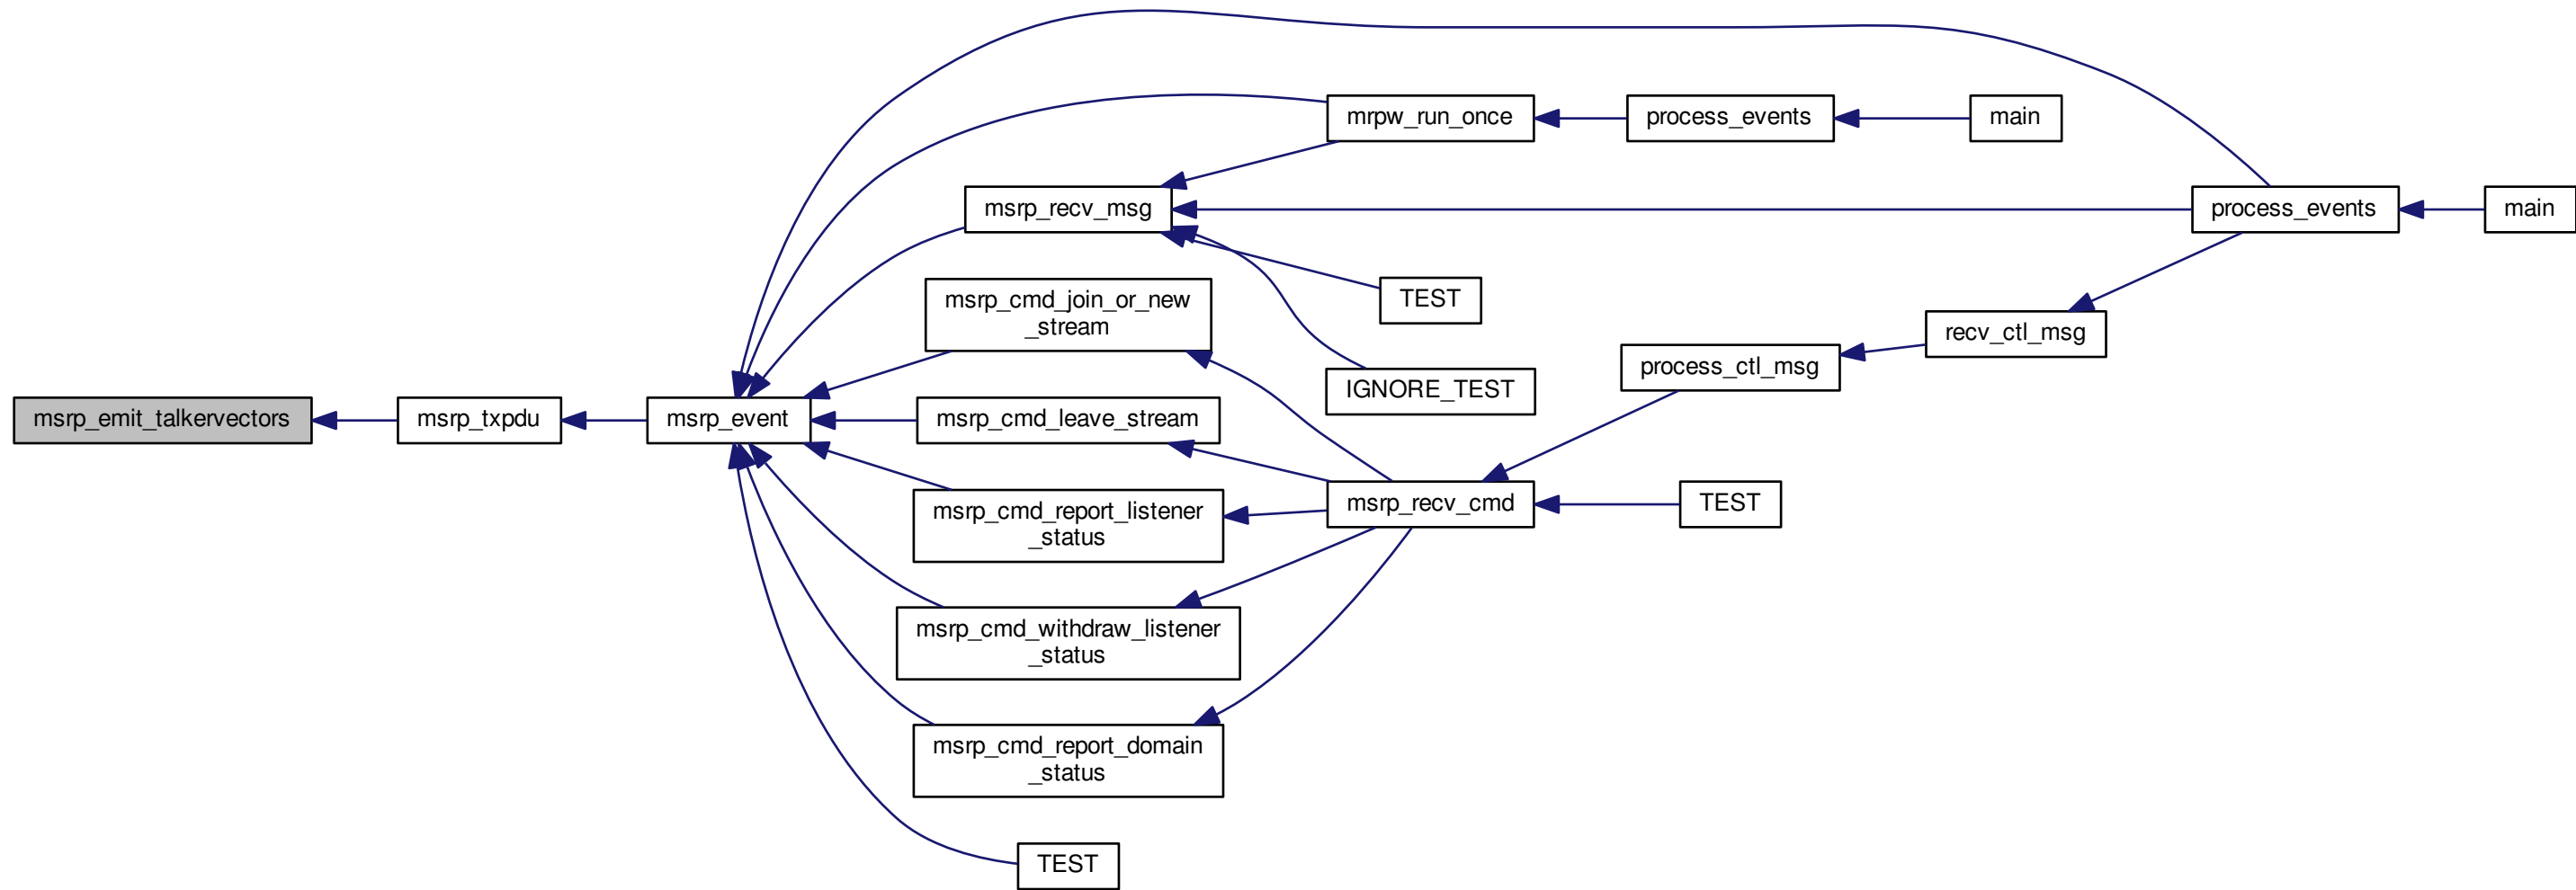 mrpw_run_once
process_events
main
msrp_recv_msg
process_events
main
msrp_cmd_join_or_new
_stream
TEST
recv_ctl_msg
process_ctl_msg
IGNORE_TEST
msrp_emit_talkervectors
msrp_txpdu
msrp_event
msrp_cmd_leave_stream
msrp_cmd_report_listener
_status
msrp_recv_cmd
TEST
msrp_cmd_withdraw_listener
_status
msrp_cmd_report_domain
_status
TEST